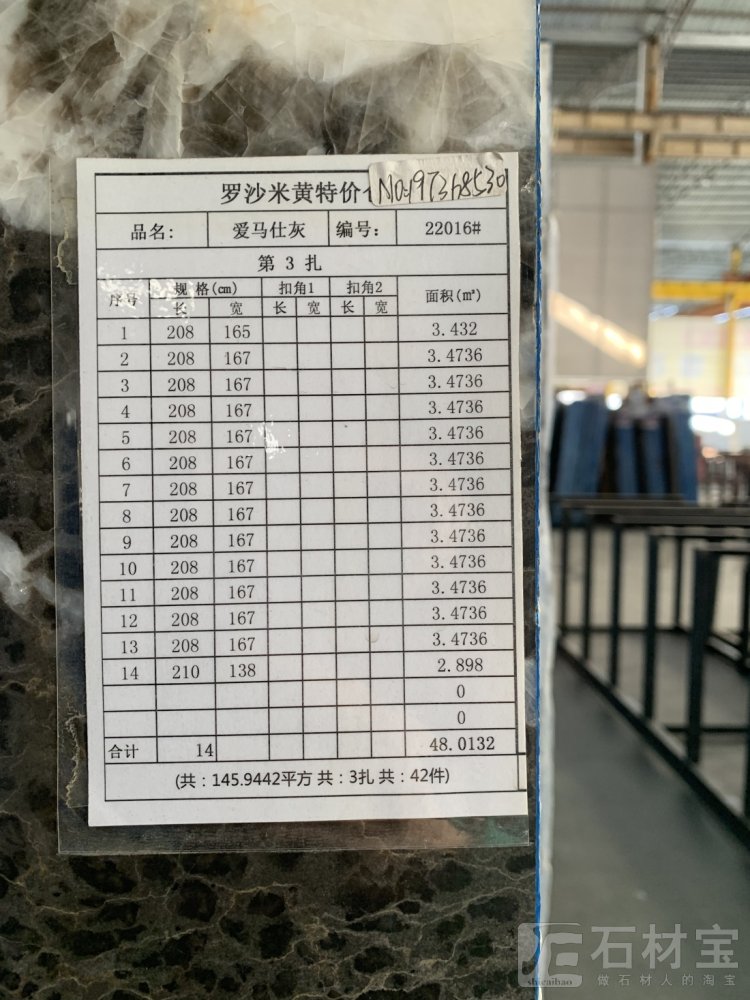 罗沙米黄特价
NO:197368530
品名: 爱马仕灰 编号: 22016#
第 3 扎
序号 规格(cm) 扣角1 扣角2 面积(㎡)
长 宽 长 宽 长 宽
1 208 165 3.432
2 208 167 3.4736
3 208 167 3.4736
4 208 167 3.4736
5 208 167 3.4736
6 208 167 3.4736
7 208 167 3.4736
8 208 167 3.4736
9 208 167 3.4736
10 208 167 3.4736
11 208 167 3.4736
12 208 167 3.4736
13 208 167 3.4736
14 210 138 2.898
0
0
合计 14 48.0132
(共：145.9442平方 共：3扎 共：42件)
石材宝
shicaibao 做石材人的淘宝